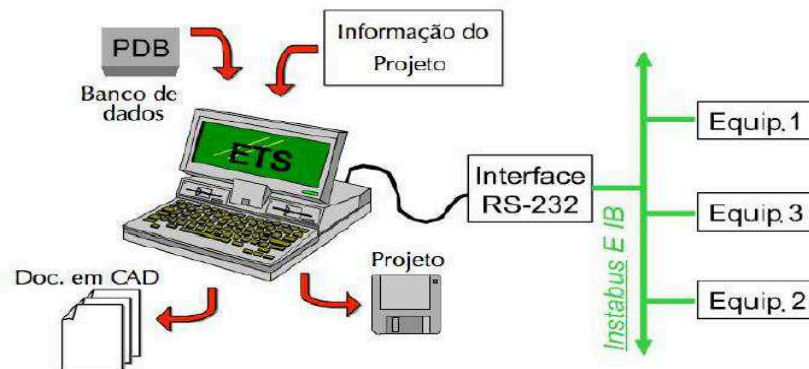 PDB
Banco de
dados
Informação do
Projeto
ETS
Interface
RS-232
Instabus EIB
Equip.1
Equip.3
Equip.2
Projeto
Doc. em CAD